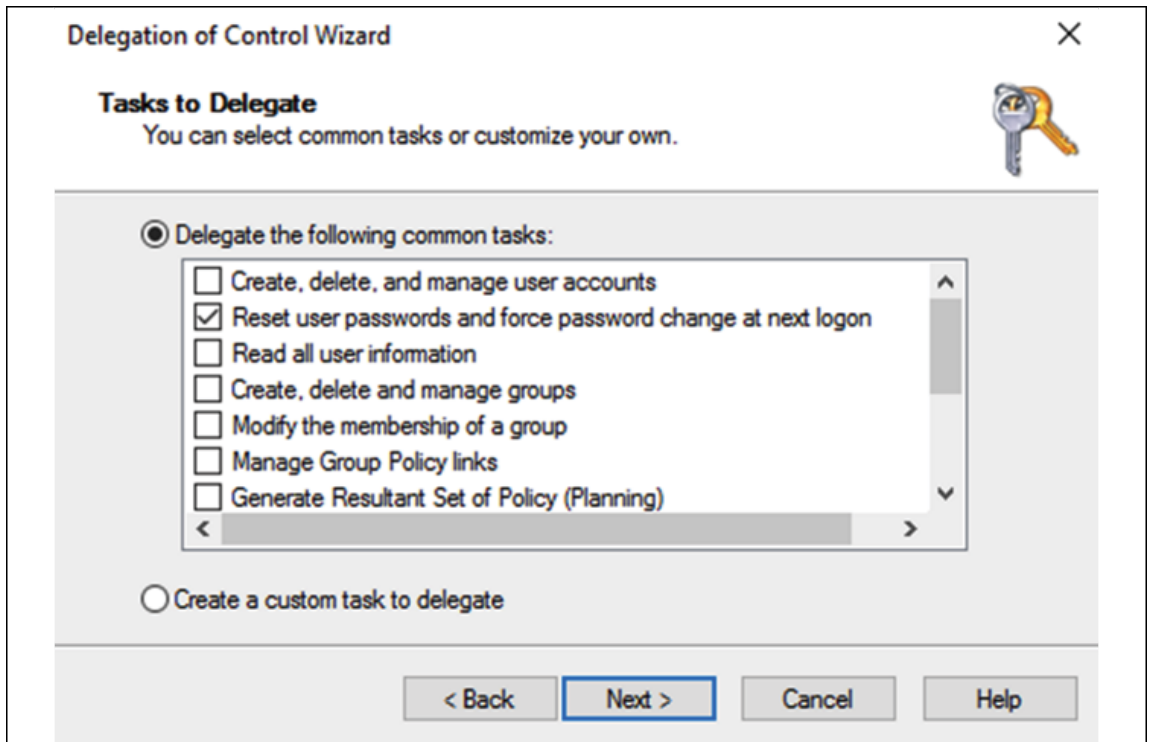 Delegation of Control Wizard
Tasks to Delegate
You can select common tasks or customize your own.
Delegate the following common tasks:
Create, delete, and manage user accounts
Reset user passwords and force password change at next logon
Read all user information
Create, delete and manage groups
Modify the membership of a group
Manage Group Policy links
Generate Resultant Set of Policy (Planning)
Create a custom task to delegate
< Back Next > Cancel Help